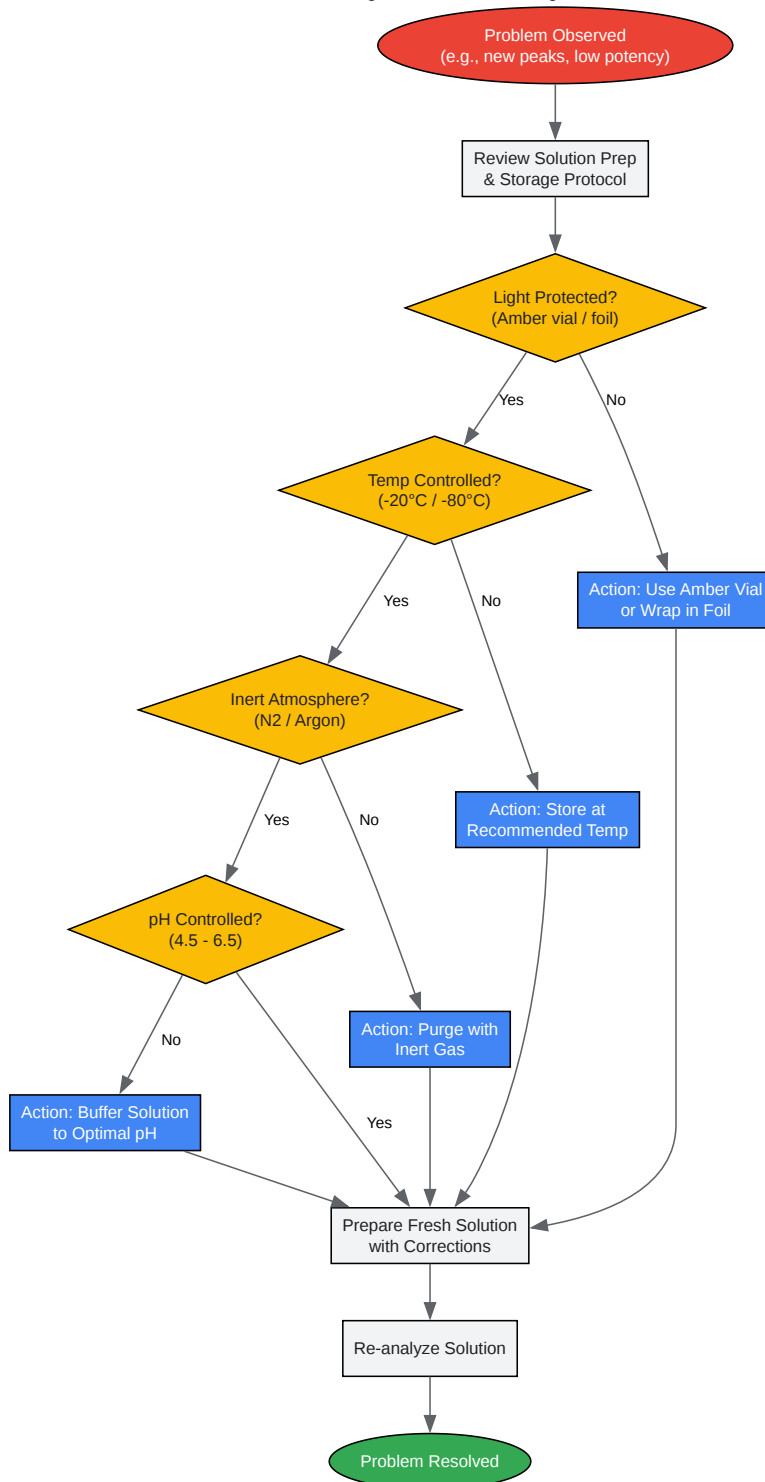 Problem Observed
(e.g., new peaks, low potency)
Review Solution Prep
& Storage Protocol
Light Protected?
(Amber vial / foil)
Yes
No
Temp Controlled?
(-20°C / -80°C)
Action: Use Amber Vial
or Wrap in Foil
Yes
No
Inert Atmosphere?
(N2 / Argon)
Action: Store at
Recommended Temp
Yes
No
pH Controlled?
(4.5 - 6.5)
Action: Purge with
Inert Gas
No
Yes
Action: Buffer Solution
to Optimal pH
Prepare Fresh Solution
with Corrections
Re-analyze Solution
Problem Resolved